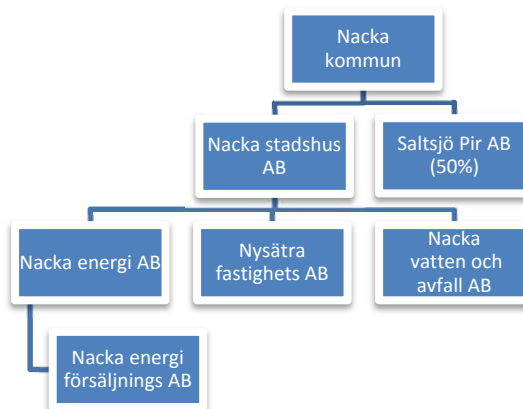 Nacka
kommun
Nacka stadshus
AB
Saltsjö Pir AB
(50%)
Nacka energi AB
Nysätra
fastighets AB
Nacka
vatten och
avfall AB
Nacka energi
försäljnings AB